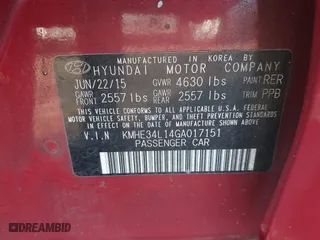 MANUFACTURED IN KOREA BY
HYUNDAI MOTOR COMPANY
JUN/22/15 GVWR 4630 lbs PAINT RER
GAWR FRONT 2557 lbs GAWR REAR 2557 lbs TRIM PPB
THIS VEHICLE CONFORMS TO ALL APPLICABLE U.S.A. FEDERAL
MOTOR VEHICLE SAFETY, BUMPER, AND THEFT PREVENTION
STANDARDS IN EFFECT ON THE DATE OF MANUFACTURE SHOWN ABOVE.
V.I.N KMHE34L14GA017151
PASSENGER CAR
DREAMBID